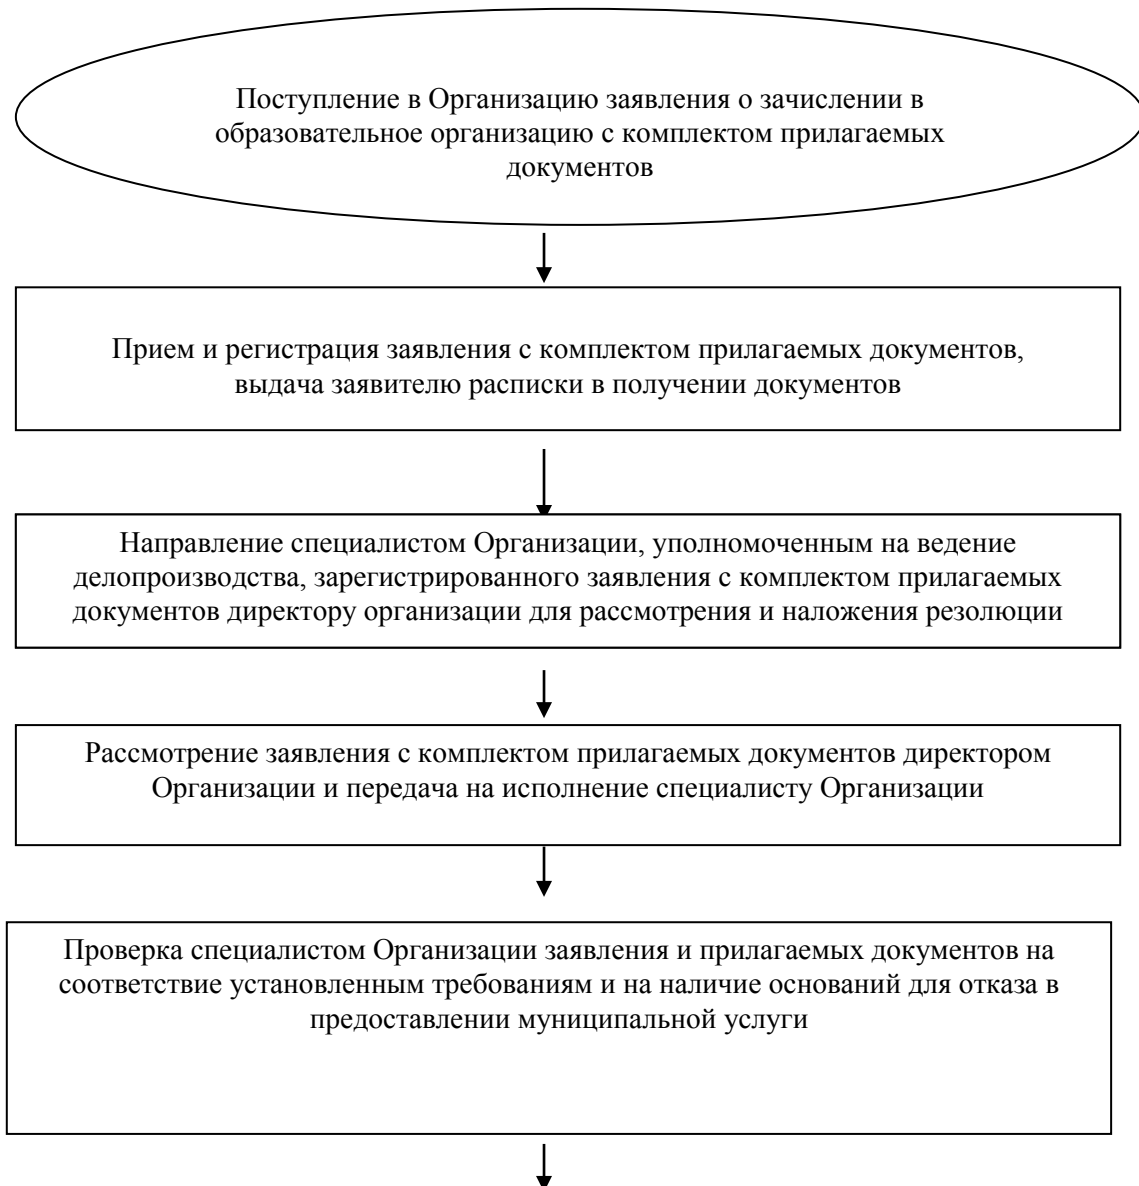 Поступление в Организацию заявления о зачислении в
образовательное организацию с комплектом прилагаемых
документов
Прием и регистрация заявления с комплектом прилагаемых документов,
выдача заявителю расписки в получении документов
Направление специалистом Организации, уполномоченным на ведение
делопроизводства, зарегистрированного заявления с комплектом прилагаемых
документов директору организации для рассмотрения и наложения резолюции
Рассмотрение заявления с комплектом прилагаемых документов директором
Организации и передача на исполнение специалисту Организации
Проверка специалистом Организации заявления и прилагаемых документов на
соответствие установленным требованиям и на наличие оснований для отказа в
предоставлении муниципальной услуги